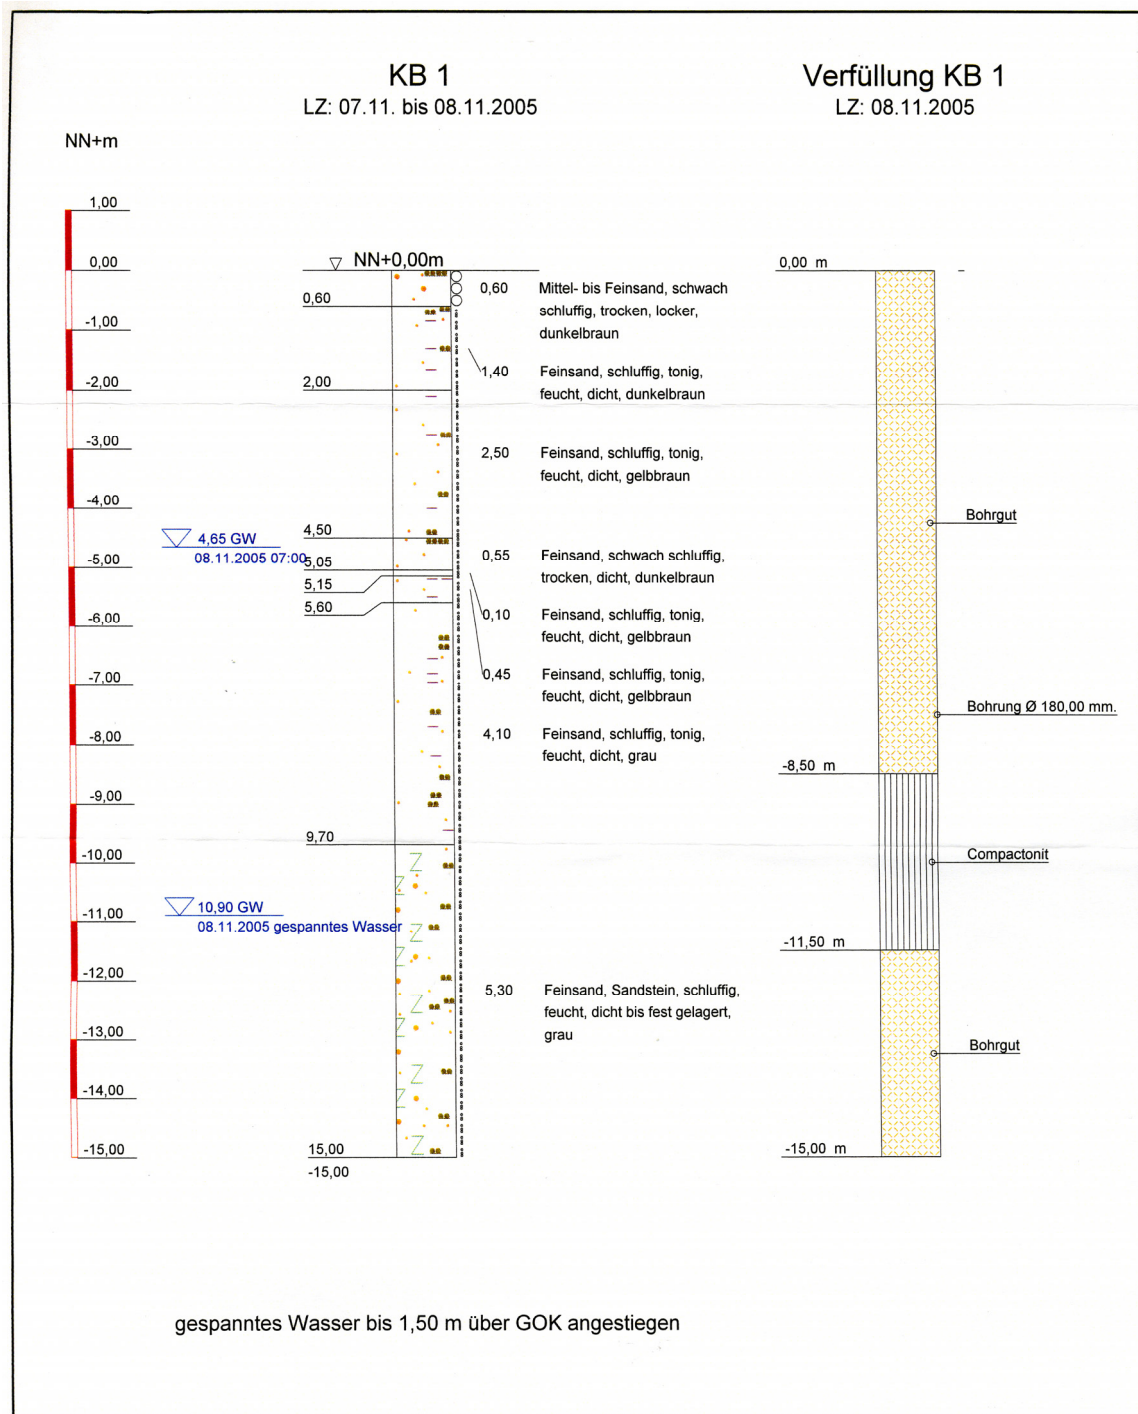 KB 1
LZ: 07.11. bis 08.11.2005
Verfüllung KB 1
LZ: 08.11.2005
NN+m
1,00
0,00
-1,00
-2,00
-3,00
-4,00
-5,00
-6,00
-7,00
-8,00
-9,00
-10,00
-11,00
-12,00
-13,00
-14,00
-15,00
4,65 GW
08.11.2005 07:00
10,90 GW
08.11.2005 gespanntes Wasser
NN+0,00m
0,60
2,00
4,50
5,05
5,15
5,60
9,70
15,00
-15,00
0,60 Mittel- bis Feinsand, schwach
schluffig, trocken, locker,
dunkelbraun
1,40 Feinsand, schluffig, tonig,
feucht, dicht, dunkelbraun
2,50 Feinsand, schluffig, tonig,
feucht, dicht, gelbbraun
0,55 Feinsand, schwach schluffig,
trocken, dicht, dunkelbraun
0,10 Feinsand, schluffig, tonig,
feucht, dicht, gelbbraun
0,45 Feinsand, schluffig, tonig,
feucht, dicht, gelbbraun
4,10 Feinsand, schluffig, tonig,
feucht, dicht, grau
5,30 Feinsand, Sandstein, schluffig,
feucht, dicht bis fest gelagert,
grau
0,00 m
-8,50 m
-11,50 m
-15,00 m
Bohrgut
Bohrung Ø 180,00 mm.
Compactonit
Bohrgut
gespanntes Wasser bis 1,50 m über GOK angestiegen